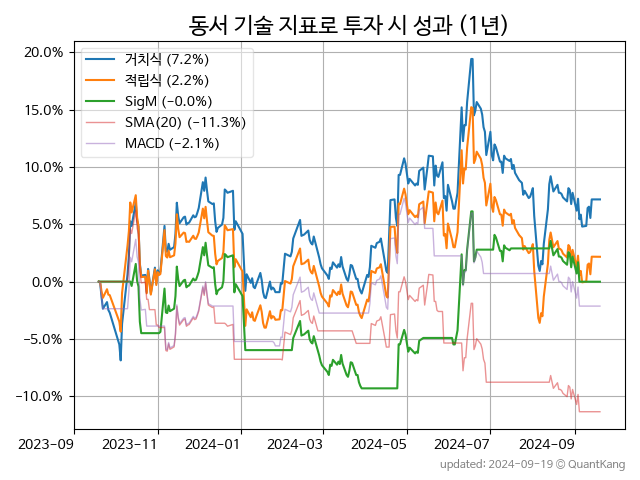 동서 기술 지표로 투자 시 성과 (1년)
20.0%
15.0%
10.0%
5.0%
0.0%
−5.0%
−10.0%
거치식 (7.2%)
적립식 (2.2%)
SigM (−0.0%)
SMA(20) (−11.3%)
MACD (−2.1%)
2023-09 2023-11 2024-01 2024-03 2024-05 2024-07 2024-09
updated: 2024-09-19 © QuantKang